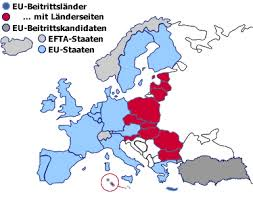 EU-Beitrittsländer
... mit Länderseiten
EU-Beitrittskandidaten
EFTA-Staaten
EU-Staaten